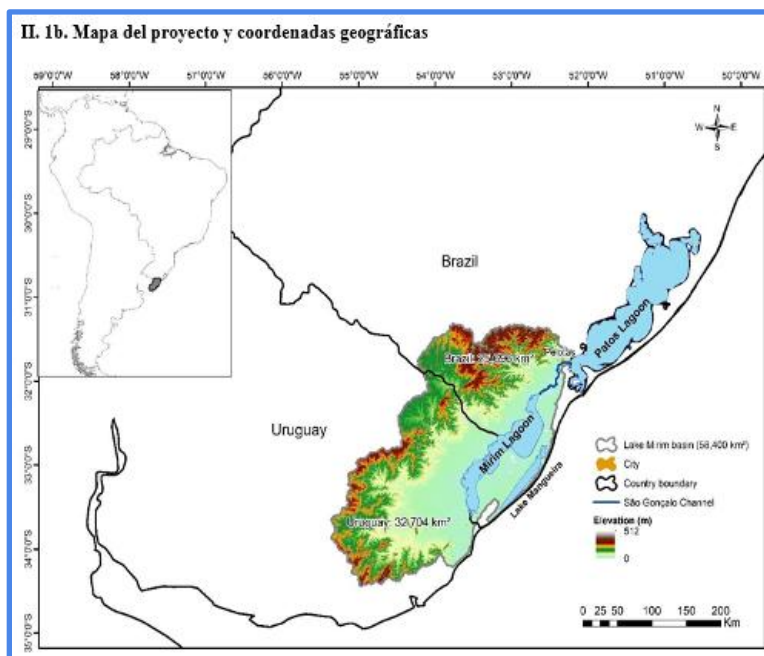 II. 1b. Mapa del proyecto y coordenadas geográficas
59°0'0"W 58°0'0"W 57°0'0"W 56°0'0"W 55°0'0"W 54°0'0"W 53°0'0"W 52°0'0"W 51°0'0"W 50°0'0"W
29°0'0"S
30°0'0"S
31°0'0"S
32°0'0"S
33°0'0"S
34°0'0"S
35°0'0"S
N
W E
S
Brazil
Patos Lagoon
Pelotas
Brazil:
km²
Uruguay
Mirim Lagoon
Lake Mangueira
Uruguay: 32,704 km²
Lake Mirim basin (56,400 km²)
City
Country boundary
São Gonçalo Channel
Elevation (m)
512
0
0 25 50 100 150 200
Km